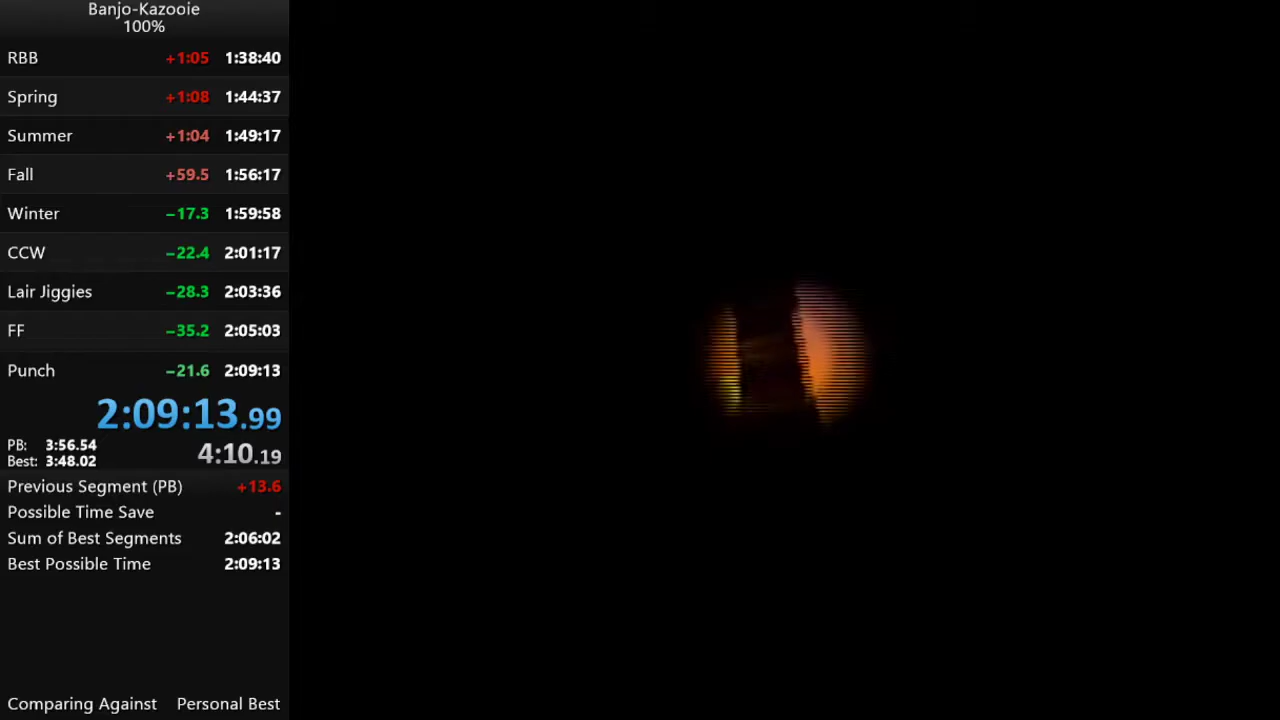 Banjo-Kazooie
100%
RBB +1:05 1:38:40
Spring +1:08 1:44:37
Summer +1:04 1:49:17
Fall +59.5 1:56:17
Winter −17.3 1:59:58
CCW −22.4 2:01:17
Lair Jiggies −28.3 2:03:36
FF −35.2 2:05:03
Punch −21.6 2:09:13
2:09:13.99
PB: 3:56.54
Best: 3:48.02
4:10.19
Previous Segment (PB) +13.6
Possible Time Save -
Sum of Best Segments 2:06:02
Best Possible Time 2:09:13
Comparing Against Personal Best